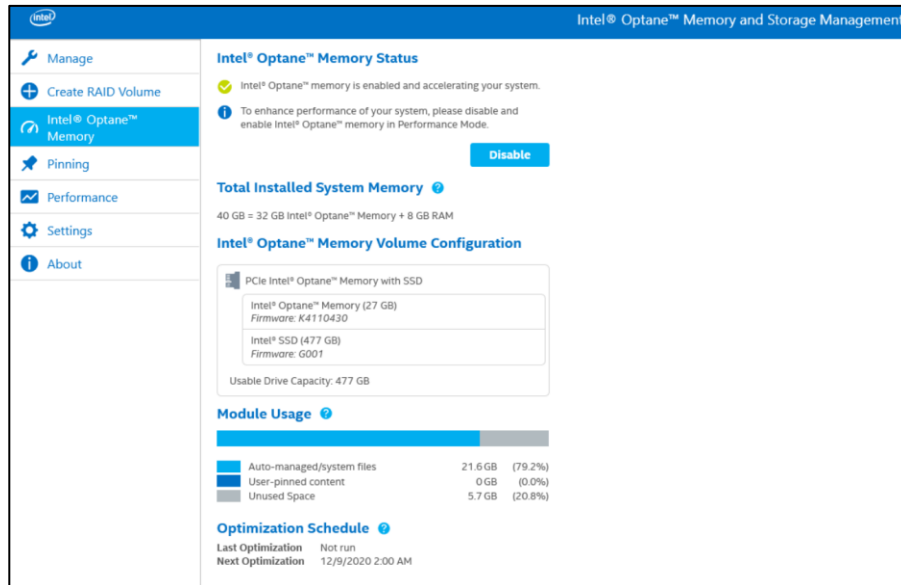 intel
Intel® Optane™ Memory and Storage Management
Manage
Create RAID Volume
Intel® Optane™
Memory
Pinning
Performance
Settings
About
Intel® Optane™ Memory Status
Intel® Optane™ memory is enabled and accelerating your system.
To enhance performance of your system, please disable and
enable Intel® Optane™ memory in Performance Mode.
Disable
Total Installed System Memory ?
40 GB = 32 GB Intel® Optane™ Memory + 8 GB RAM
Intel® Optane™ Memory Volume Configuration
PCIe Intel® Optane™ Memory with SSD
Intel® Optane™ Memory (27 GB)
Firmware: K4110430
Intel® SSD (477 GB)
Firmware: G001
Usable Drive Capacity: 477 GB
Module Usage ?
Auto-managed/system files 21.6 GB (79.2%)
User-pinned content 0 GB (0.0%)
Unused Space 5.7 GB (20.8%)
Optimization Schedule ?
Last Optimization Not run
Next Optimization 12/9/2020 2:00 AM